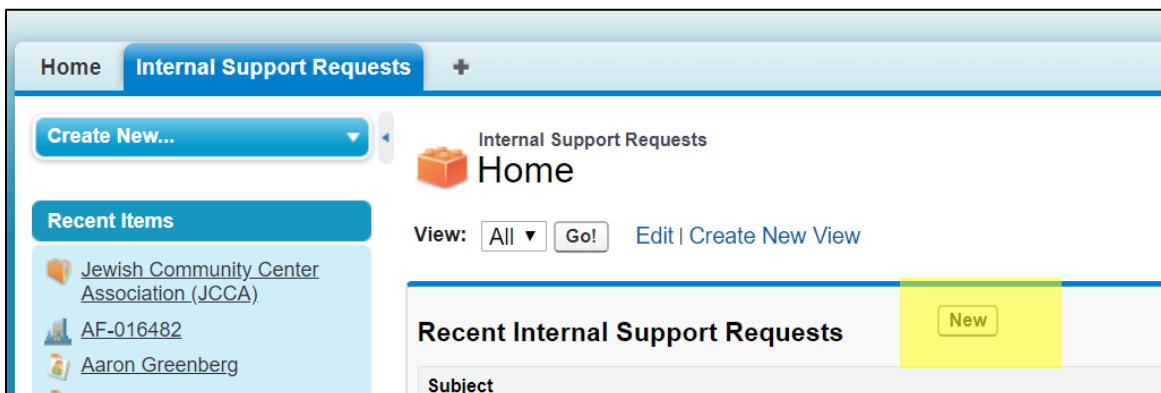 Home Internal Support Requests +
Create New...
Recent Items
Jewish Community Center
Association (JCCA)
AF-016482
Aaron Greenberg
Internal Support Requests
Home
View: All Go! Edit | Create New View
Recent Internal Support Requests New
Subject